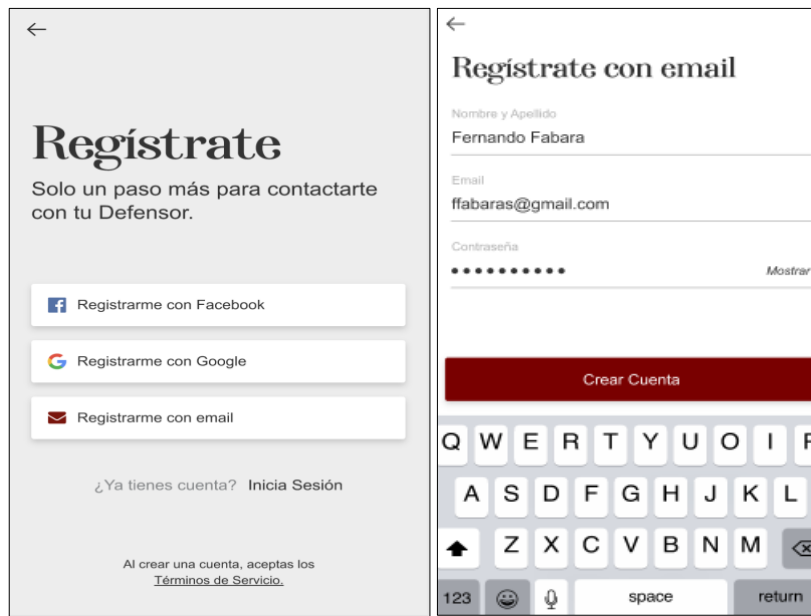 Regístrate
Solo un paso más para contactarte
con tu Defensor.
Registrarme con Facebook
Registrarme con Google
Registrarme con email
¿Ya tienes cuenta? Inicia Sesión
Al crear una cuenta, aceptas los
Términos de Servicio.
Regístrate con email
Nombre y Apellido
Fernando Fabara
Email
ffabaras@gmail.com
Contraseña
Mostrar
Crear Cuenta
Q W E R T Y U O I P
A S D F G H J K L
Z X C V B N M
123 space return